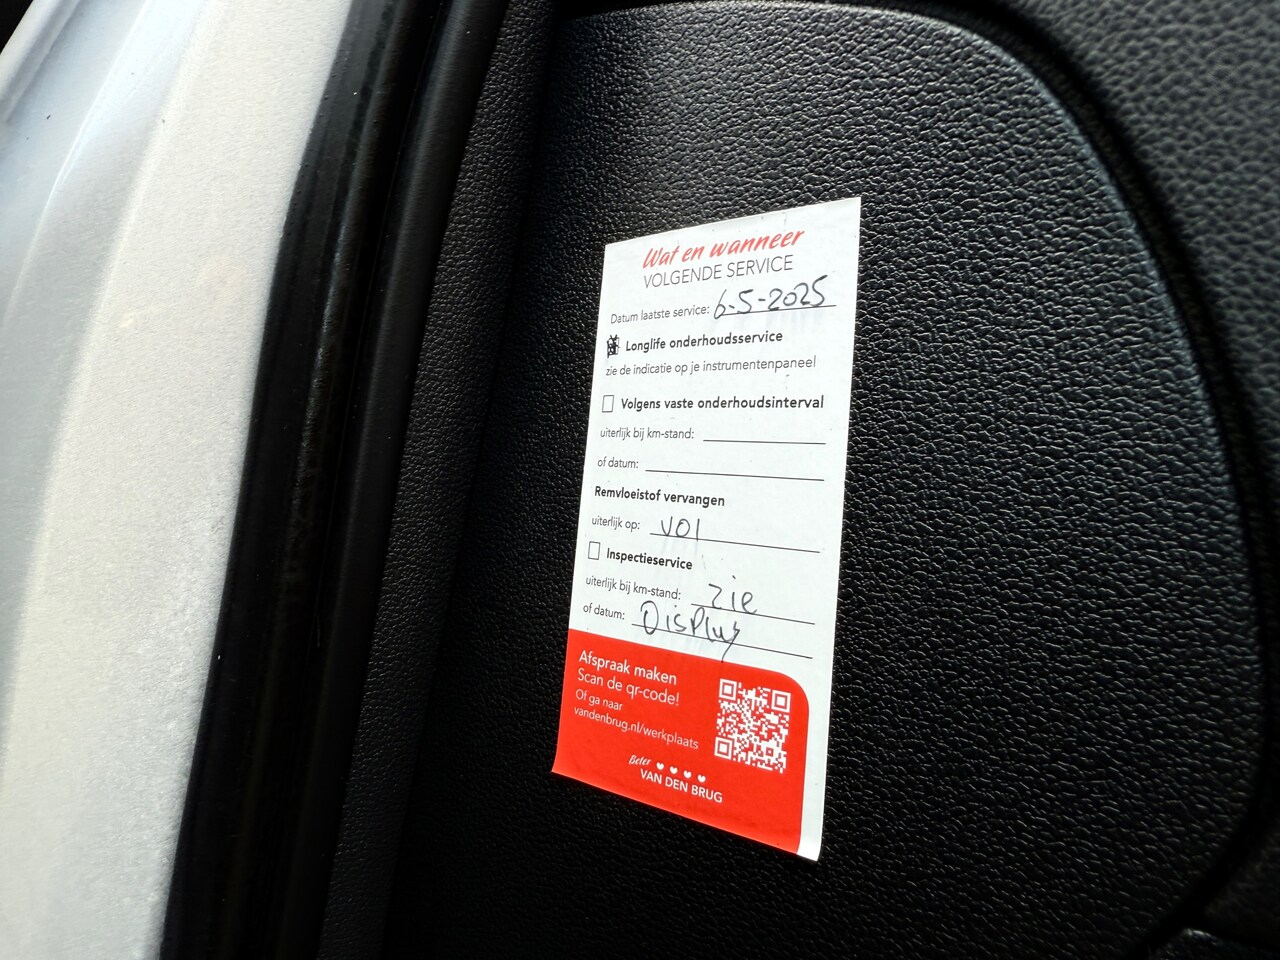 Wat en wanneer
VOLGENDE SERVICE
Datum laatste service: 6-5-2025
Longlife onderhoudsservice
zie de indicatie op je instrumentenpaneel
Volgens vaste onderhoudsinterval
uiterlijk bij km-stand:
of datum:
Remvloeistof vervangen
uiterlijk op: VOI
Inspectieservice
uiterlijk bij km-stand: zie
of datum: Display
Afspraak maken
Scan de qr-code!
Of ga naar
vandenbrug.nl/werkplaats
Beter
VAN DEN BRUG